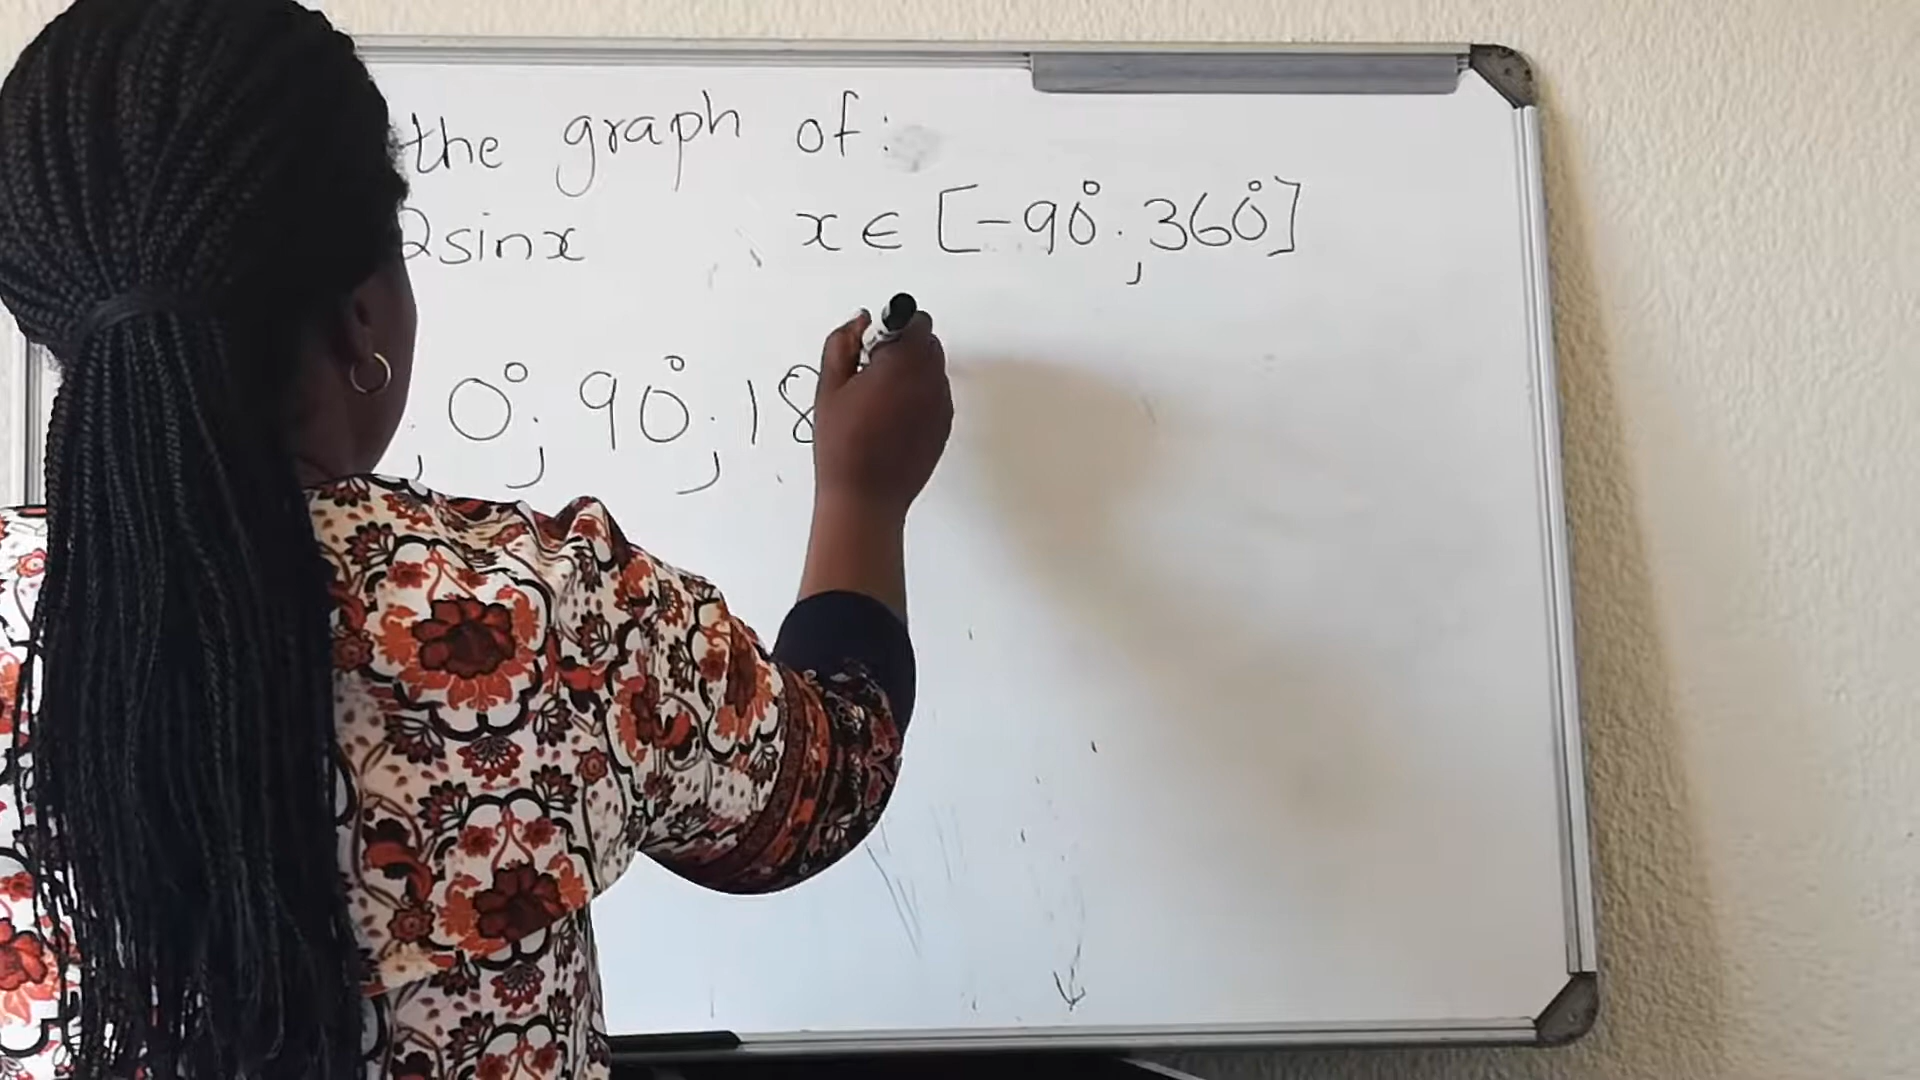 the graph of:
2sinx x ∈ [-90°; 360°]
; 0°; 90°; 18